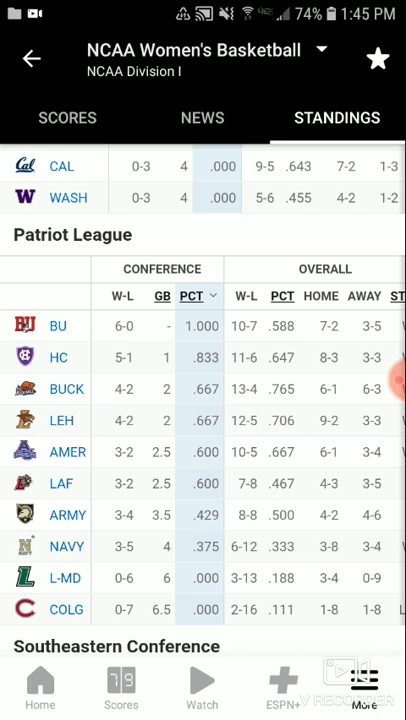 74% 1:45 PM
NCAA Women's Basketball
NCAA Division I
SCORES NEWS STANDINGS
Cal CAL 0-3 4 .000 9-5 .643 7-2 1-3
W WASH 0-3 4 .000 5-6 .455 4-2 1-2
Patriot League
CONFERENCE OVERALL
W-L GB PCT W-L PCT HOME AWAY ST
BU BU 6-0 - 1.000 10-7 .588 7-2 3-5
HC 5-1 1 .833 11-6 .647 8-3 3-3
BUCK 4-2 2 .667 13-4 .765 6-1 6-3
LEH 4-2 2 .667 12-5 .706 9-2 3-3
AMER 3-2 2.5 .600 10-5 .667 6-1 3-4
LAF 3-2 2.5 .600 7-8 .467 4-3 3-5
ARMY 3-4 3.5 .429 8-8 .500 4-2 4-6
NAVY 3-5 4 .375 6-12 .333 3-8 3-4
L L-MD 0-6 6 .000 3-13 .188 3-4 0-9
C COLG 0-7 6.5 .000 2-16 .111 1-8 1-8 L
Southeastern Conference
79
Home Scores Watch ESPN+ More
V RECORDER